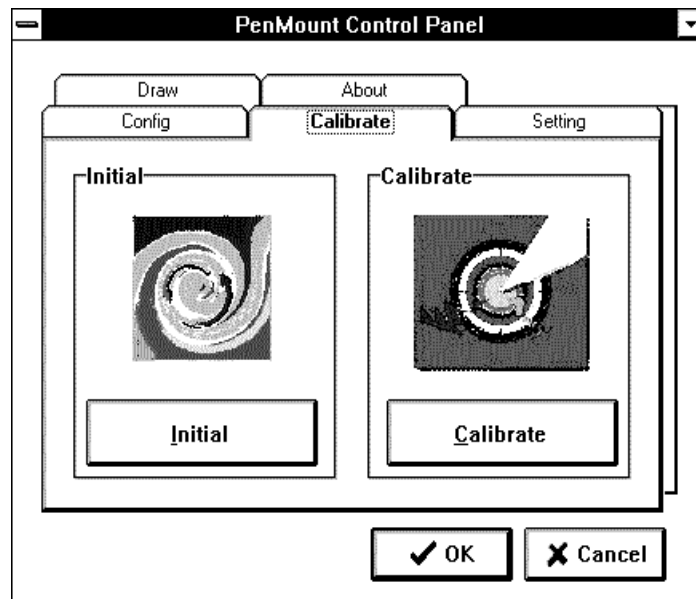 PenMount Control Panel
Draw About
Config Calibrate Setting
Initial Calibrate
Initial Calibrate
OK Cancel